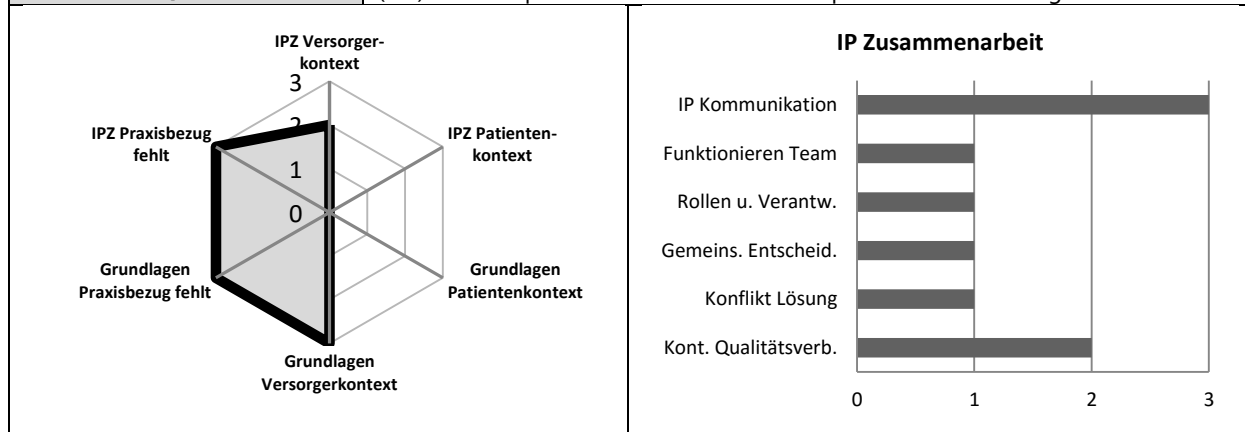 IPZ Versorger-
kontext
3
IPZ Praxisbezug
fehlt
2
IPZ Patienten-
kontext
1
0
Grundlagen
Praxisbezug fehlt
Grundlagen
Patientenkontext
Grundlagen
Versorgerkontext
IP Zusammenarbeit
IP Kommunikation
Funktionieren Team
Rollen u. Verantw.
Gemeins. Entscheid.
Konflikt Lösung
Kont. Qualitätsverb.
0 1 2 3